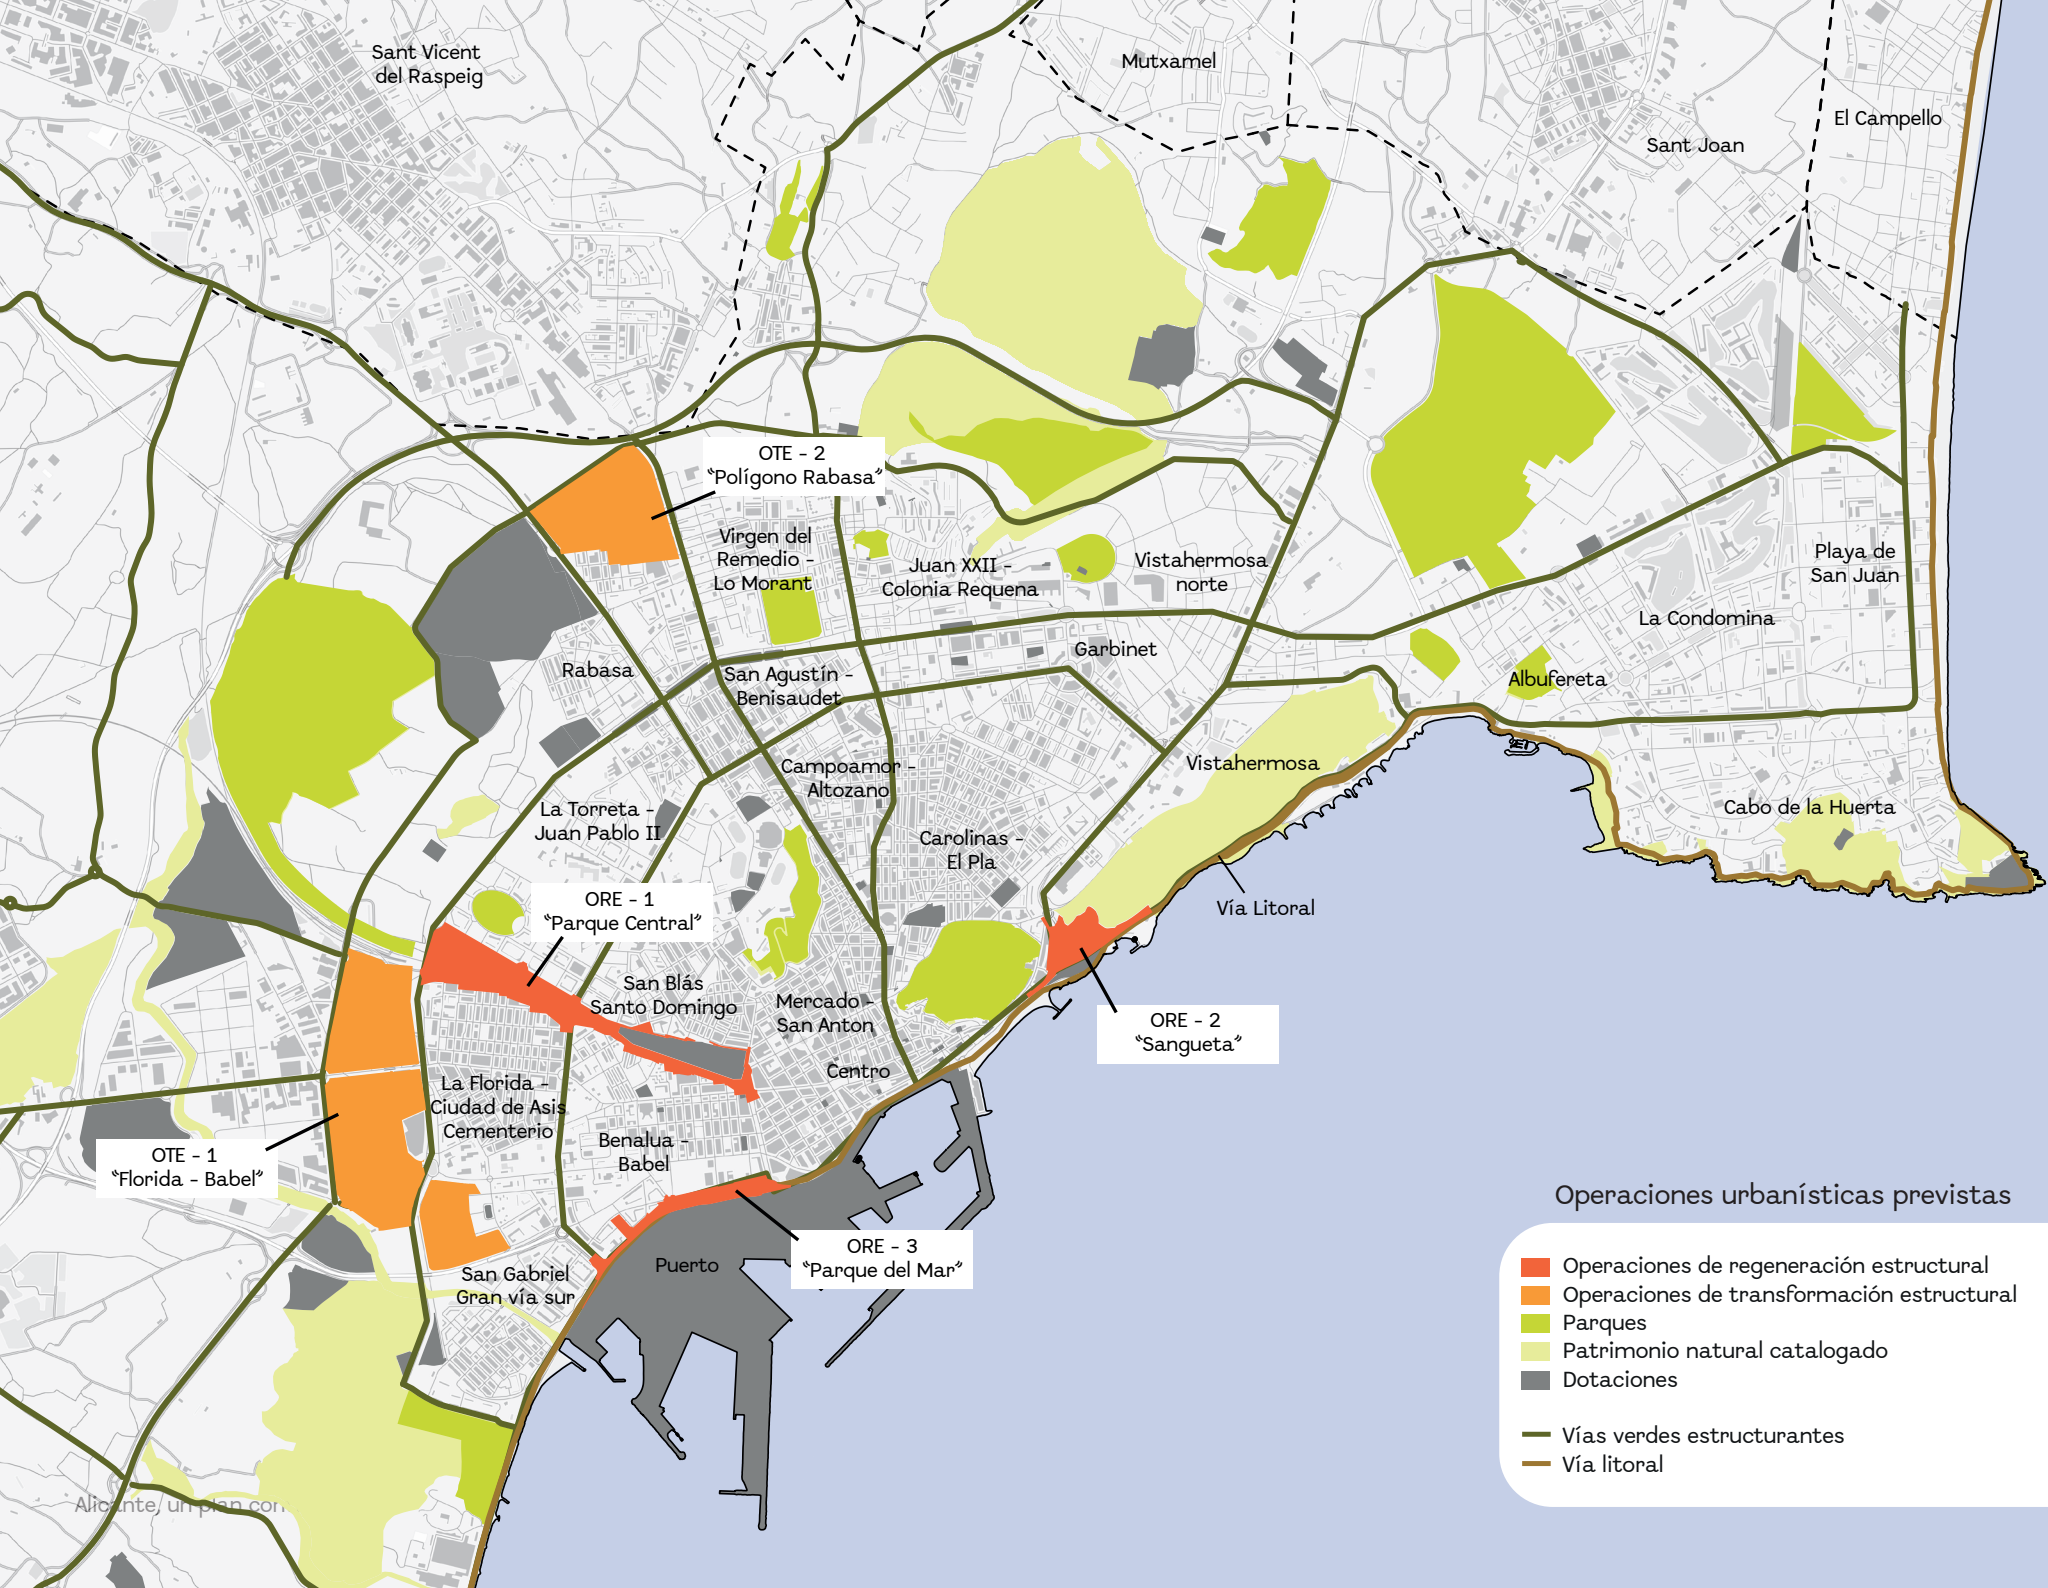 Sant Vicent
del Raspeig
Mutxamel
El Campello
Sant Joan
OTE - 2
“Polígono Rabasa”
Virgen del
Remedio -
Lo Morant
Juan XXII -
Colonia Requena
Vistahermosa
norte
Playa de
San Juan
La Condomina
Garbinet
Rabasa
San Agustín -
Benisaudet
Albufereta
Vistahermosa
Campoamor -
Altozano
Cabo de la Huerta
La Torreta -
Juan Pablo II
Carolinas -
El Pla
ORE - 1
“Parque Central”
Vía Litoral
San Blás
Santo Domingo
Mercado -
San Anton
ORE - 2
“Sangueta”
Centro
La Florida -
Ciudad de Asis
Cementerio
Benalua -
Babel
OTE - 1
“Florida - Babel”
ORE - 3
“Parque del Mar”
Puerto
San Gabriel
Gran vía sur
Alicante, un plan con
Operaciones urbanísticas previstas
Operaciones de regeneración estructural
Operaciones de transformación estructural
Parques
Patrimonio natural catalogado
Dotaciones
Vías verdes estructurantes
Vía litoral